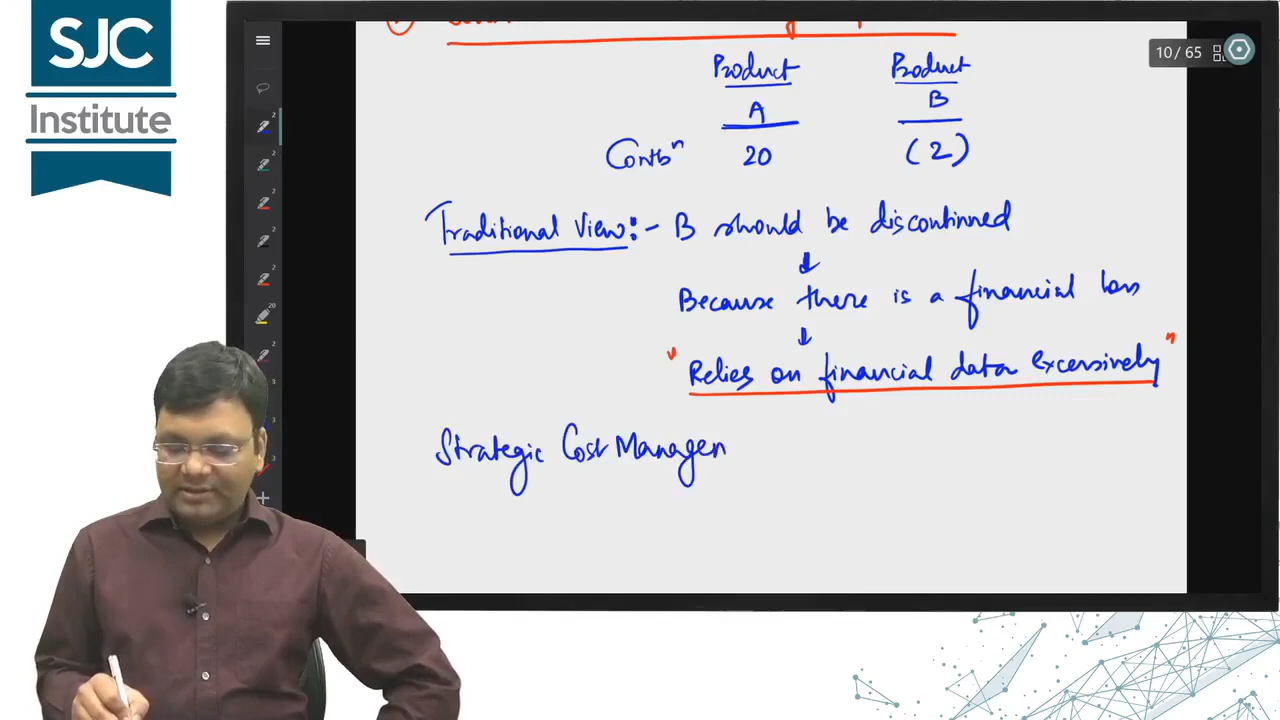 SJC
Institute
10 / 65
Product Product
A B
Contbⁿ 20 (2)
Traditional View:- B should be discontinued
Because there is a financial loss
"Relies on financial data excessively"
Strategic Cost Managen